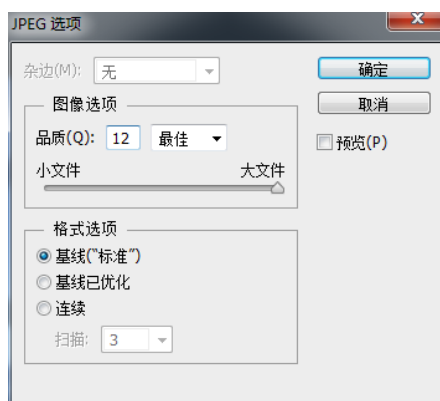 JPEG 选项
杂边(M): 无
确定
图像选项
取消
品质(Q): 12 最佳
预览(P)
小文件 大文件
格式选项
基线("标准")
基线已优化
连续
扫描: 3